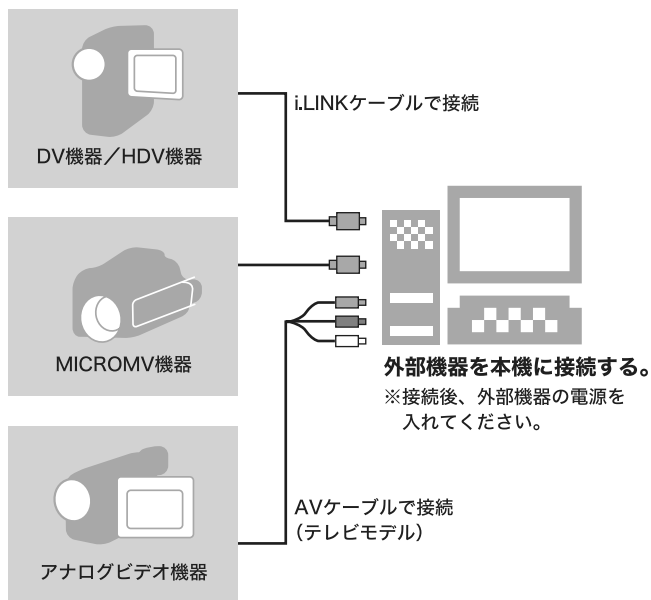 i.LINKケーブルで接続
DV機器／HDV機器
MICROMV機器
外部機器を本機に接続する。
※接続後、外部機器の電源を
入れてください。
AVケーブルで接続
（テレビモデル）
アナログビデオ機器